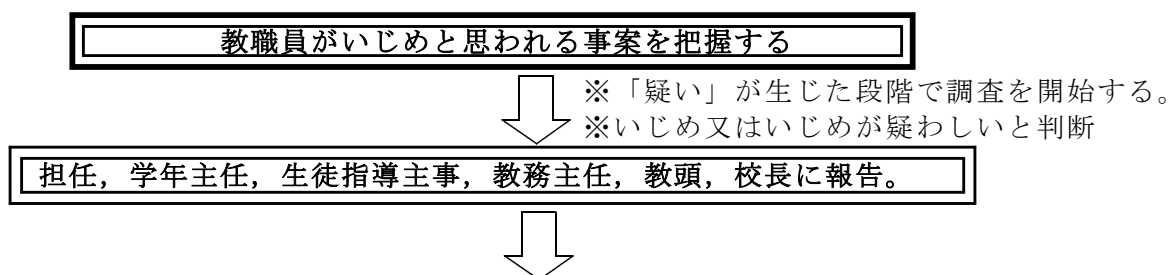 教職員がいじめと思われる事案を把握する
※「疑い」が生じた段階で調査を開始する。
※いじめ又はいじめが疑わしいと判断
担任，学年主任，生徒指導主事，教務主任，教頭，校長に報告。